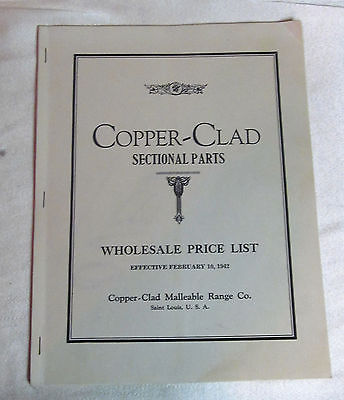 COPPER-CLAD
SECTIONAL PARTS
WHOLESALE PRICE LIST
EFFECTIVE FEBRUARY 10, 1942
Copper-Clad Malleable Range Co.
Saint Louis, U. S. A.